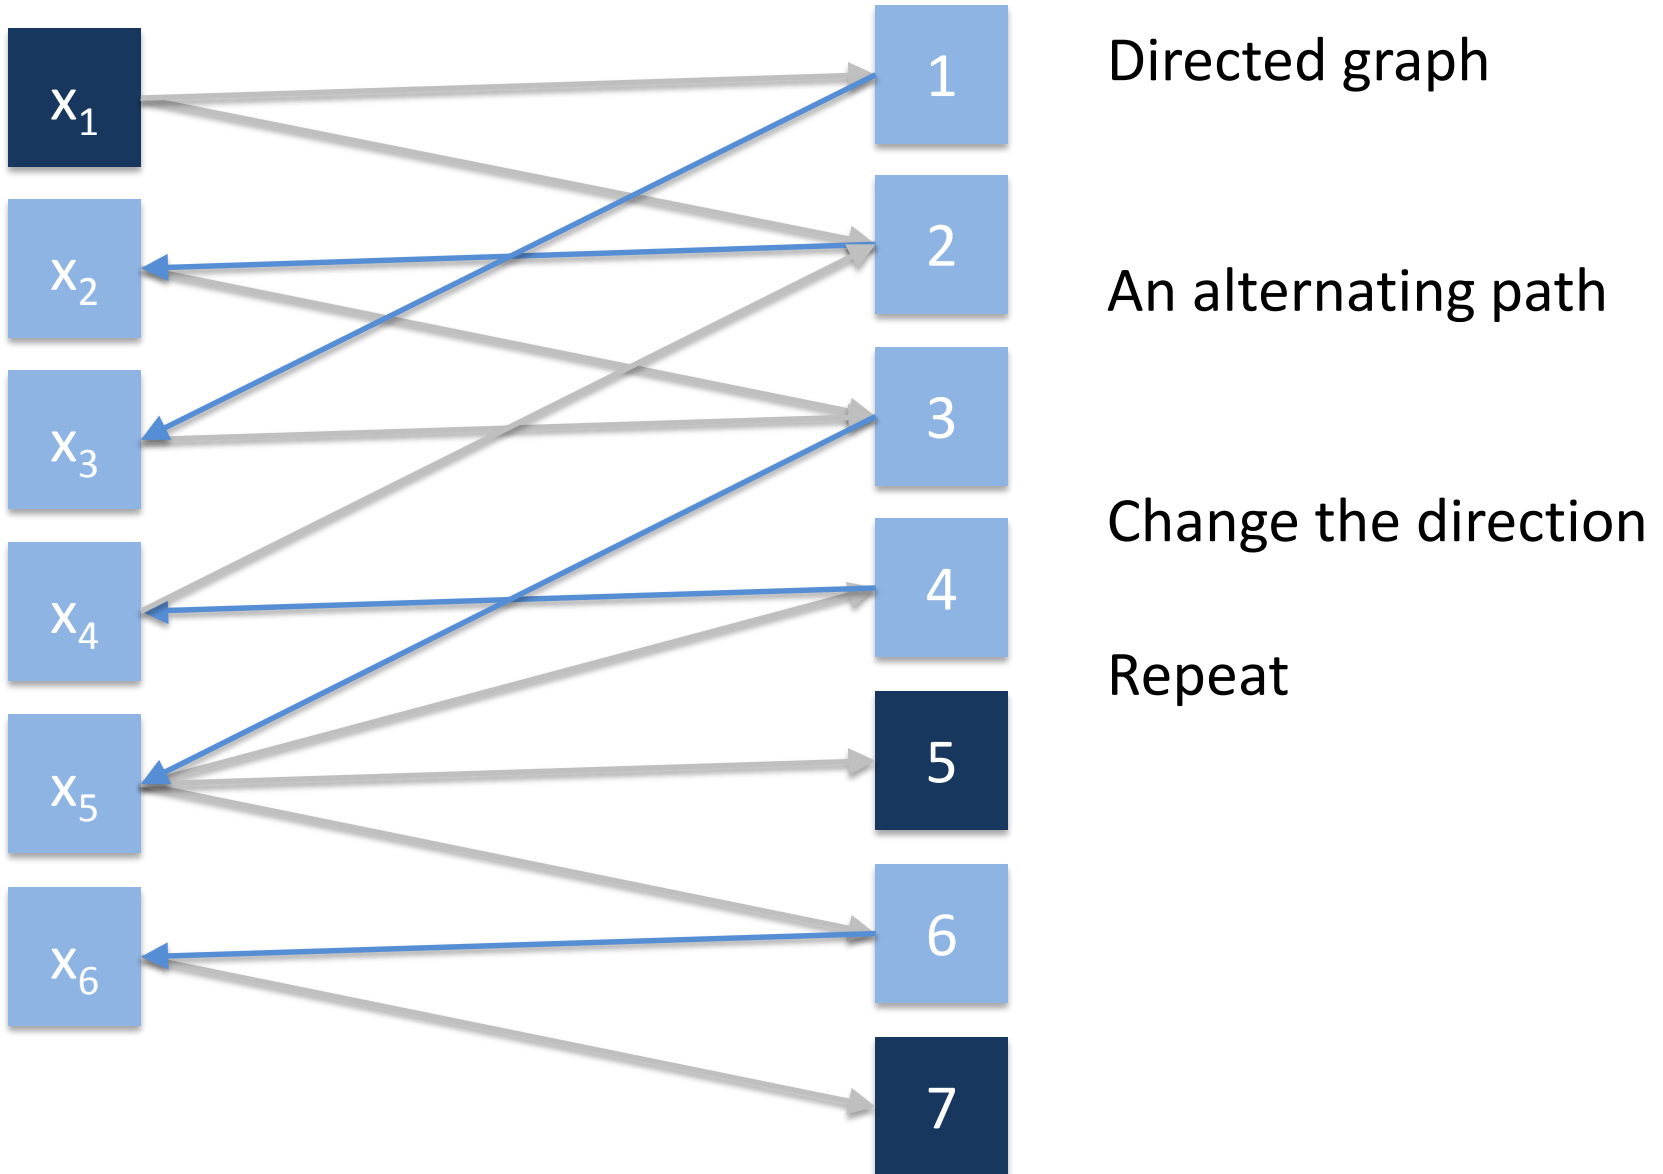 x1
x2
x3
x4
x5
x6
1
2
3
4
5
6
7
Directed graph
An alternating path
Change the direction
Repeat